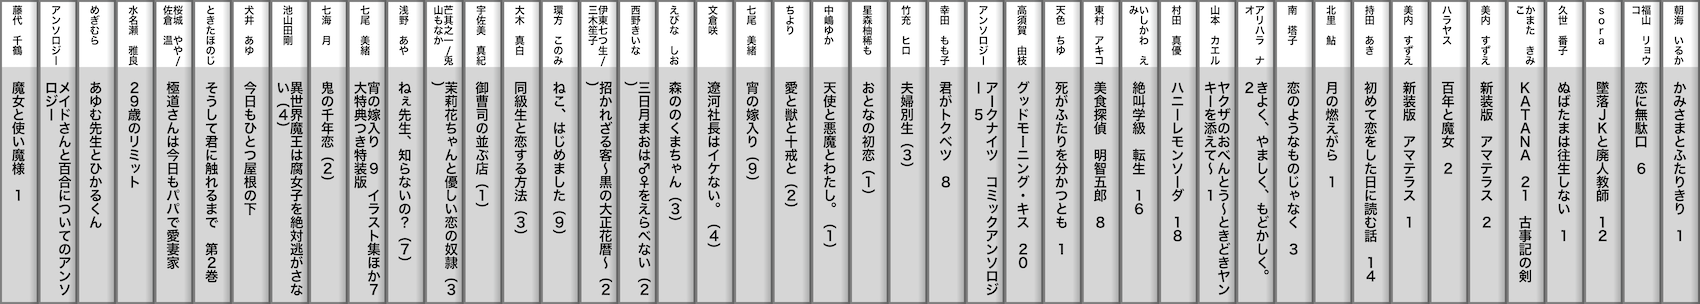 朝海 いるか
かみさまとふたりきり 1
福山 リョウ
コ
恋に無駄口 6
sora
墜落JKと廃人教師 12
久世 番子
ぬばたまは往生しない 1
かまた きみ
こ
KATANA 21 古事記の剣
美内 すずえ
新装版 アマテラス 2
ハラヤス
百年と魔女 2
美内 すずえ
新装版 アマテラス 1
持田 あき
初めて恋をした日に読む話 14
北里 鮎
月の燃えがら 1
南 塔子
恋のようなものじゃなく 3
アリハラ ナ
オ
きよく、やましく、もどかしく。
2
山本 カエル
ヤクザのおべんとう～ときどきヤン
キーを添えて～ 1
村田 真優
ハニーレモンソーダ 18
いしかわ え
み
絶叫学級 転生 16
東村 アキコ
美食探偵 明智五郎 8
天色 ちゆ
死がふたりを分かつとも 1
高須賀 由枝
グッドモーニング・キス 20
アンソロジー
アークナイツ コミックアンソロジ
ー 5
幸田 もも子
君がトクベツ 8
竹充 ヒロ
夫婦別生（3）
星森柚稀も
おとなの初恋（1）
中嶋ゆか
天使と悪魔とわたし。（1）
ちより
愛と獣と十戒と（2）
七尾 美緒
宵の嫁入り（9）
文倉咲
遼河社長はイケない。（4）
えびな しお
森ののくまちゃん（3）
西野きいな
三日月まおは♂♀をえらべない（2
）
伊東七つ生/
三木笙子
招かれざる客～黒の大正花暦～（2
）
環方 このみ
ねこ、はじめました（9）
大木 真白
同級生と恋する方法（3）
宇佐美 真紀
御曹司の並ぶ店（1）
芒其之一/兎
山もなか
茉莉花ちゃんと優しい恋の奴隷（3
）
浅野 あや
ねぇ先生、知らないの？（7）
七尾 美緒
宵の嫁入り 9 イラスト集ほか7
大特典つき特装版
七海 月
鬼の千年恋（2）
池山田剛
異世界魔王は腐女子を絶対逃がさな
い（4）
犬井 あゆ
今日もひとつ屋根の下
ときたほのじ
そうして君に触れるまで 第2巻
桜城 やや/
佐倉 温
極道さんは今日もパパで愛妻家
水名瀬 雅良
29歳のリミット
めぎむら
あゆむ先生とひかるくん
アンソロジー
メイドさんと百合についてのアンソ
ロジー
藤代 千鶴
魔女と使い魔様 1